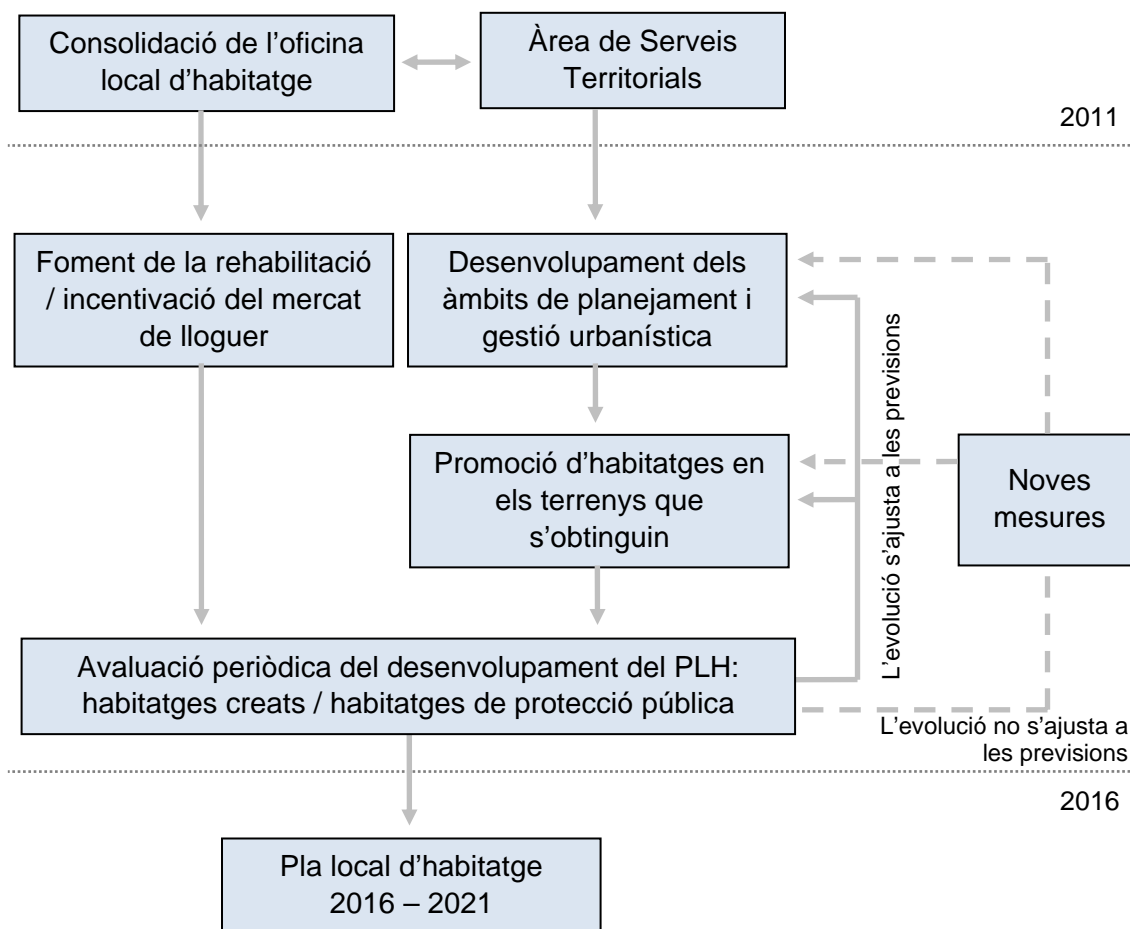 Consolidació de l’oficina
local d’habitatge
Àrea de Serveis
Territorials
2011
Foment de la rehabilitació
/ incentivació del mercat
de lloguer
Desenvolupament dels
àmbits de planejament i
gestió urbanística
L’evolució s’ajusta a les previsions
Promoció d’habitatges en
els terrenys que
s’obtinguin
Noves
mesures
Avaluació periòdica del desenvolupament del PLH:
habitatges creats / habitatges de protecció pública
L’evolució no s’ajusta a
les previsions
2016
Pla local d’habitatge
2016 – 2021